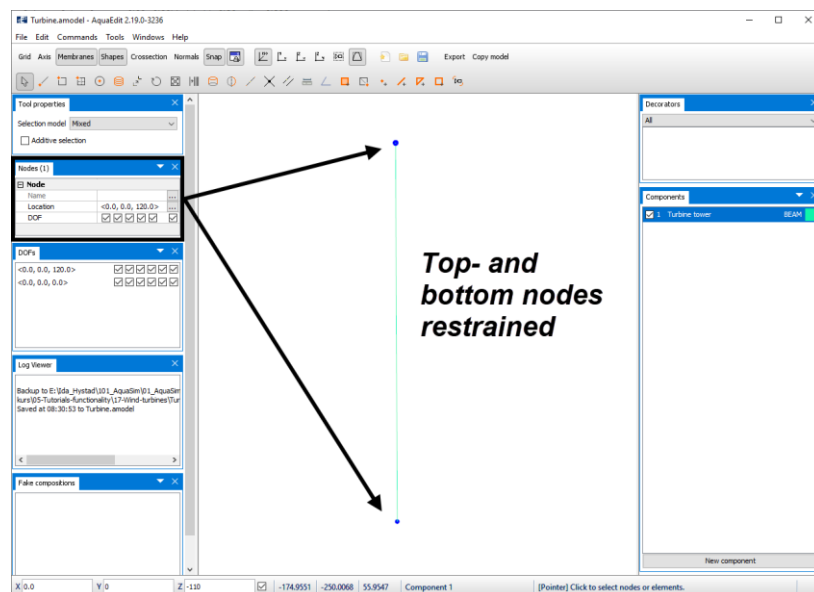 Turbine.amodel - AquaEdit 2.19.0-3236
File Edit Commands Tools Windows Help
Grid Axis Membranes Shapes Crossection Normals Snap Export Copy model
Tool properties
Selection model Mixed
Additive selection
Nodes (1)
Node
Name
Location <0.0, 0.0, 120.0>
DOF
DOFs
<0.0, 0.0, 120.0>
<0.0, 0.0, 0.0>
Log Viewer
Backup to E:\Ida_Hystad\101_AquaSim\01_AquaSim
kurs\05-Tutorials-functionality\17-Wind-turbines\Tur
Saved at 08:30:53 to Turbine.amodel
Fake compositions
Top- and
bottom nodes
restrained
Decorators
All
Components
1 Turbine tower BEAM
New component
X 0.0 Y 0 Z -110 -174.9551 -250.0068 55.9547 Component 1 [Pointer] Click to select nodes or elements.